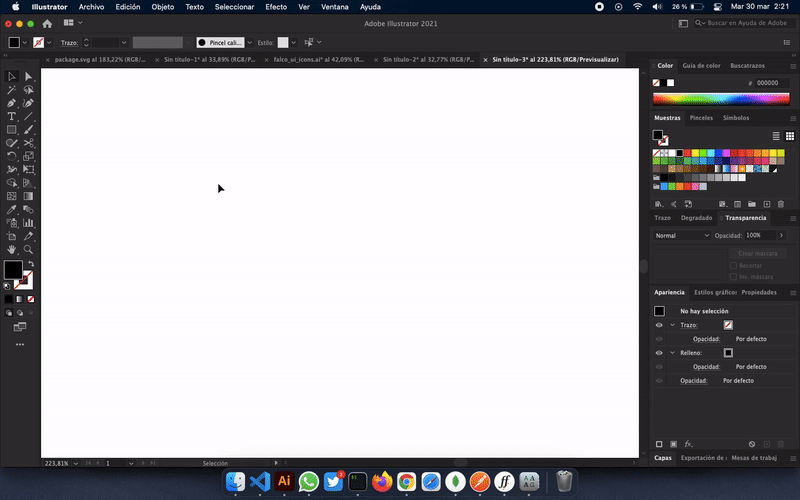 Illustrator Archivo Edición Objeto Texto Seleccionar Efecto Ver Ventana Ayuda 26 % Mar 30 mar 2:21
Adobe Illustrator 2021 Buscar en Ayuda de Adobe
Trazo: Pincel cali... Estilo:
package.svg al 183,22% (RGB/... Sin título-1* al 33,89% (RGB/P... falco_ui_icons.ai* al 42,09% (R... Sin título-2* al 32,77% (RGB/P... Sin título-3* al 223,81% (RGB/Previsualizar)
Color Guía de color Buscatrazos
# 000000
Muestras Pinceles Símbolos
Trazo Degradado Transparencia
Normal Opacidad: 100%
Crear máscara
Recortar
Inv. máscara
Apariencia Estilos gráficos Propiedades
No hay selección
Trazo:
Opacidad: Por defecto
Relleno:
Opacidad: Por defecto
Opacidad: Por defecto
fx
Capas Exportación de Mesas de trabaj
223,81% 1 Selección
Ai 1 ff